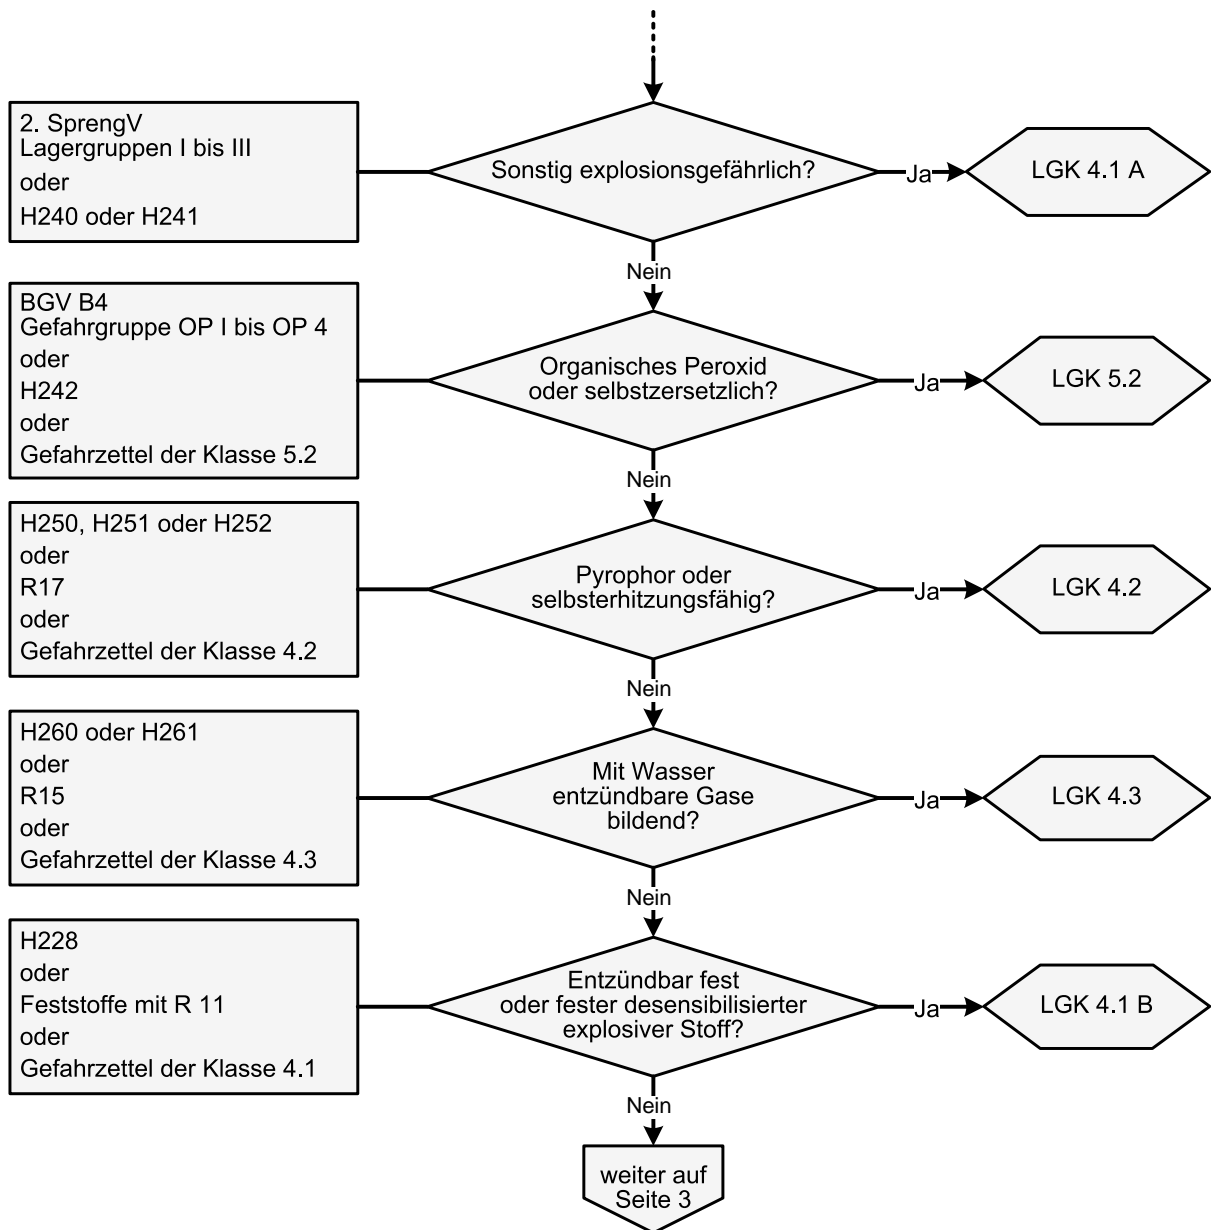 2. SprengV
Lagergruppen I bis III
oder
H240 oder H241
Sonstig explosionsgefährlich?
Ja
LGK 4.1 A
Nein
BGV B4
Gefahrgruppe OP I bis OP 4
oder
H242
oder
Gefahrzettel der Klasse 5.2
Organisches Peroxid
oder selbstzersetzlich?
Ja
LGK 5.2
Nein
H250, H251 oder H252
oder
R17
oder
Gefahrzettel der Klasse 4.2
Pyrophor oder
selbsterhitzungsfähig?
Ja
LGK 4.2
Nein
H260 oder H261
oder
R15
oder
Gefahrzettel der Klasse 4.3
Mit Wasser
entzündbare Gase
bildend?
Ja
LGK 4.3
Nein
H228
oder
Feststoffe mit R 11
oder
Gefahrzettel der Klasse 4.1
Entzündbar fest
oder fester desensibilisierter
explosiver Stoff?
Ja
LGK 4.1 B
Nein
weiter auf
Seite 3